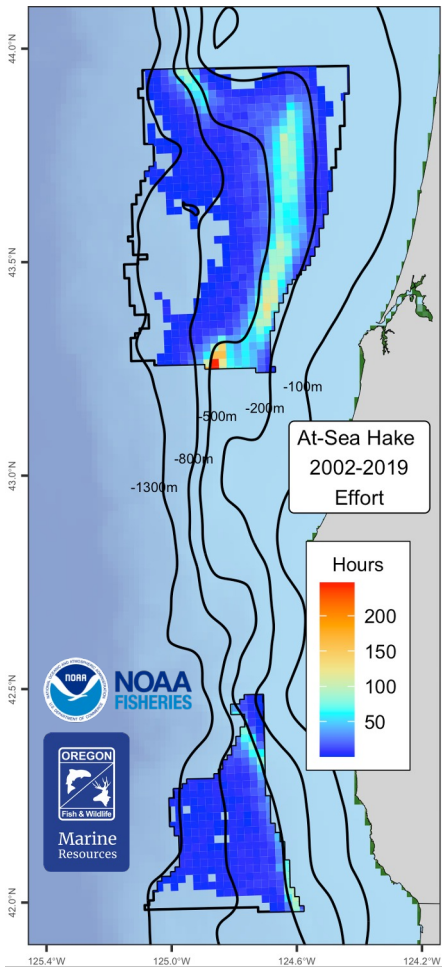 44.0°N
43.5°N
-100m
-200m
-500m
-800m
-1300m
43.0°N
At-Sea Hake
2002-2019
Effort
Hours
200
150
100
50
42.5°N
NOAA
NOAA
FISHERIES
OREGON
Fish & Wildlife
Marine
Resources
42.0°N
125.4°W
125.0°W
124.6°W
124.2°W